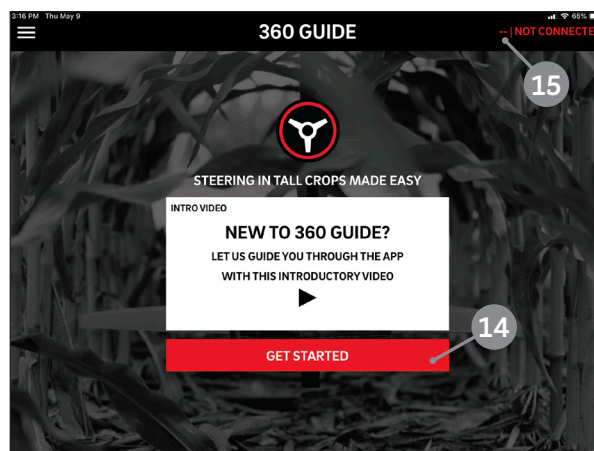 3:16 PM Thu May 9
65%
360 GUIDE
-- | NOT CONNECTE
15
STEERING IN TALL CROPS MADE EASY
INTRO VIDEO
NEW TO 360 GUIDE?
LET US GUIDE YOU THROUGH THE APP
WITH THIS INTRODUCTORY VIDEO
14
GET STARTED